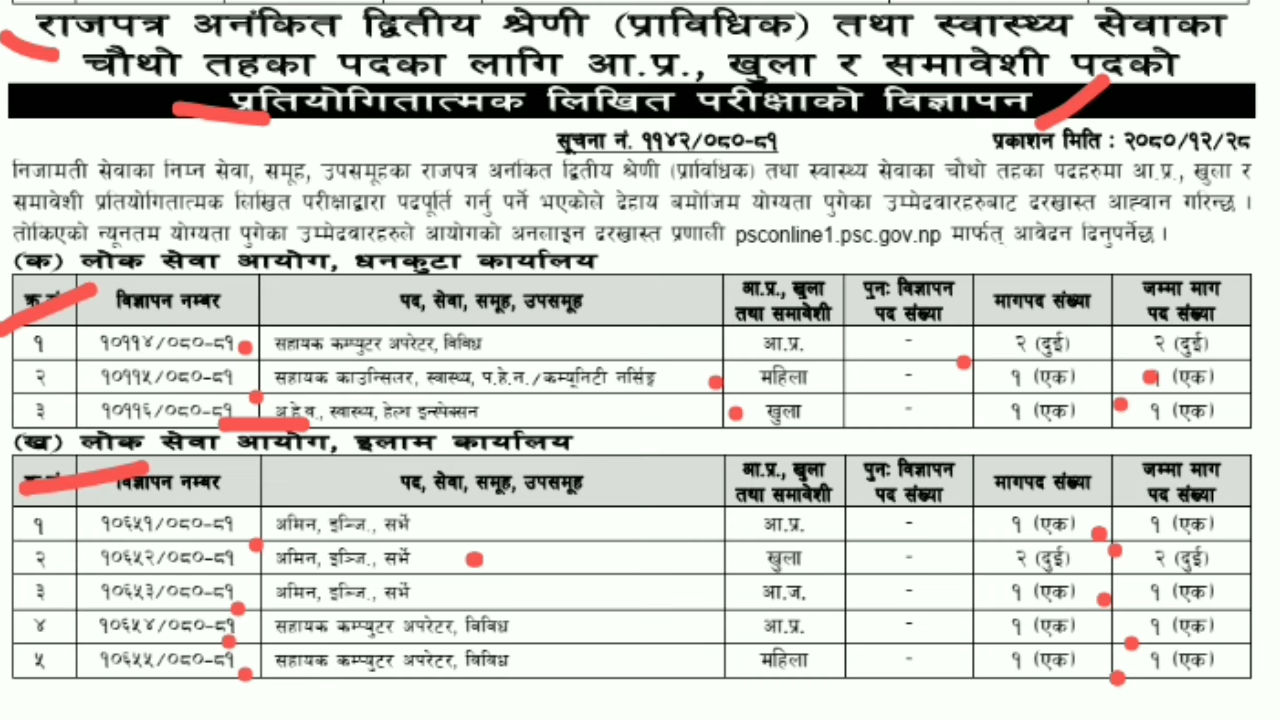 राजपत्र अनंकित द्वितीय श्रेणी (प्राविधिक) तथा स्वास्थ्य सेवाका
चौथो तहका पदका लागि आ.प्र., खुला र समावेशी पदको
प्रतियोगितात्मक लिखित परीक्षाको विज्ञापन
सूचना नं. ११४२/०८०-८१ प्रकाशन मिति : २०८०/१२/२८
निजामती सेवाका निम्न सेवा, समूह, उपसमूहका राजपत्र अनंकित द्वितीय श्रेणी (प्राविधिक) तथा स्वास्थ्य सेवाका चौथो तहका पदहरुमा आ.प्र., खुला र
समावेशी प्रतियोगितात्मक लिखित परीक्षाद्वारा पदपूर्ति गर्नु पर्ने भएकोले देहाय बमोजिम योग्यता पुगेका उम्मेदवारहरुबाट दरखास्त आह्वान गरिन्छ ।
तोकिएको न्यूनतम योग्यता पुगेका उम्मेदवारहरुले आयोगको अनलाइन दरखास्त प्रणाली psconline1.psc.gov.np मार्फत् आवेदन दिनुपर्नेछ ।
(क) लोक सेवा आयोग, धनकुटा कार्यालय
विज्ञापन नम्बर पद, सेवा, समूह, उपसमूह आ.प्र., खुला तथा समावेशी पुनः विज्ञापन पद संख्या मागपद संख्या जम्मा माग पद संख्या
१ १०११४/०८०-८१ सहायक कम्प्युटर अपरेटर, विविध आ.प्र. - २ (दुई) २ (दुई)
२ १०११५/०८०-८१ सहायक काउन्सिलर, स्वास्थ्य, प.हे.न./कम्यूनिटी नर्सिङ्ग महिला - १ (एक) १ (एक)
३ १०११६/०८०-८१ अ.हे.व., स्वास्थ्य, हेल्थ इन्स्पेक्सन खुला - १ (एक) १ (एक)
(ख) लोक सेवा आयोग, इलाम कार्यालय
विज्ञापन नम्बर पद, सेवा, समूह, उपसमूह आ.प्र., खुला तथा समावेशी पुनः विज्ञापन पद संख्या मागपद संख्या जम्मा माग पद संख्या
१ १०६५१/०८०-८१ अमिन, इञ्जि., सर्भे आ.प्र. - १ (एक) १ (एक)
२ १०६५२/०८०-८१ अमिन, इञ्जि., सर्भे खुला - २ (दुई) २ (दुई)
३ १०६५३/०८०-८१ अमिन, इञ्जि., सर्भे आ.ज. - १ (एक) १ (एक)
४ १०६५४/०८०-८१ सहायक कम्प्युटर अपरेटर, विविध आ.प्र. - १ (एक) १ (एक)
५ १०६५५/०८०-८१ सहायक कम्प्युटर अपरेटर, विविध महिला - १ (एक) १ (एक)